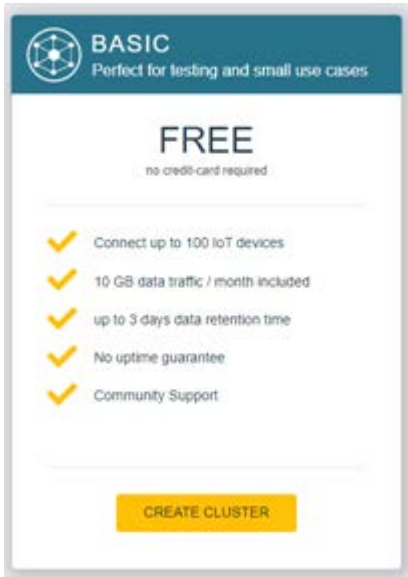 BASIC
Perfect for testing and small use cases
FREE
no credit-card required
Connect up to 100 IoT devices
10 GB data traffic / month included
up to 3 days data retention time
No uptime guarantee
Community Support
CREATE CLUSTER